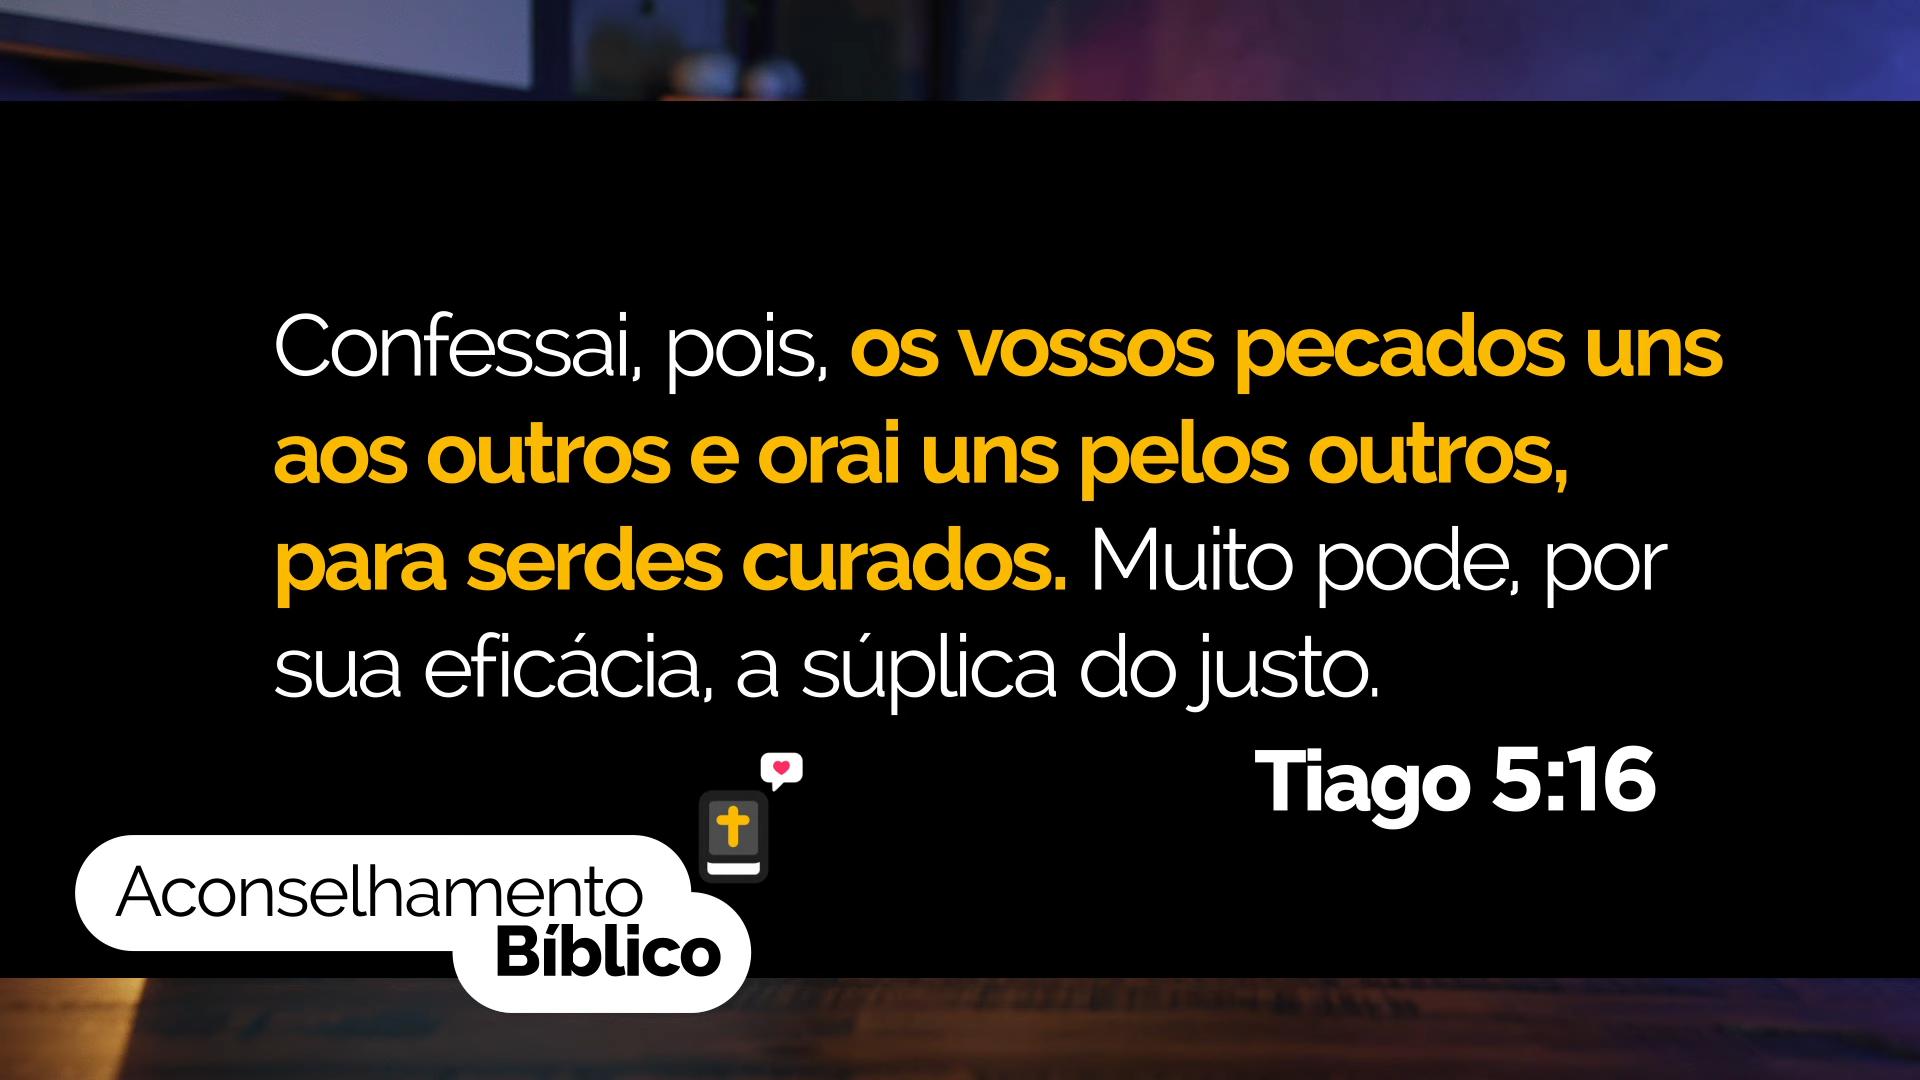 Confessai, pois, os vossos pecados uns
aos outros e orai uns pelos outros,
para serdes curados. Muito pode, por
sua eficácia, a súplica do justo.
Tiago 5:16
Aconselhamento
Bíblico